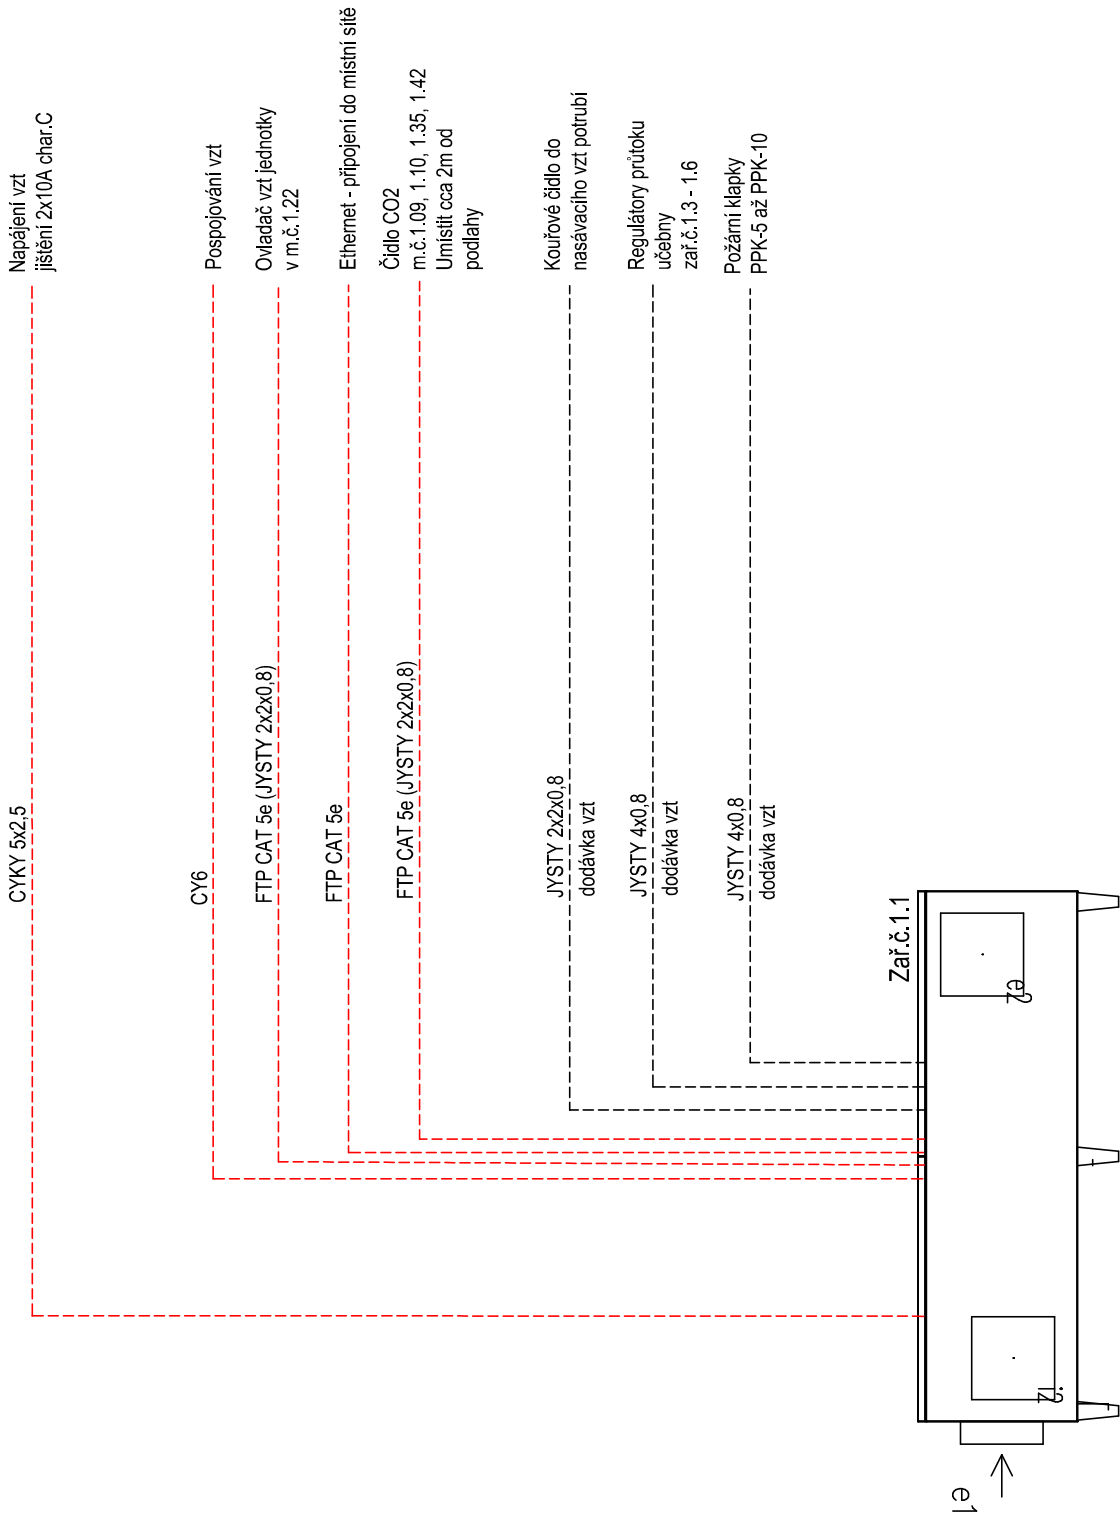 Napájení vzt
jištění 2x10A char.C
Pospojování vzt
Ovladač vzt jednotky
v m.č.1.22
Ethernet - připojení do místní sítě
Čidlo CO2
m.č.1.09, 1.10, 1.35, 1.42
Umístit cca 2m od
podlahy
Kouřové čidlo do
nasávacího vzt potrubí
Regulátory průtoku
učebny
zař.č.1.3 - 1.6
Požární klapky
PPK-5 až PPK-10
CYKY 5x2,5
CY6
FTP CAT 5e (JYSTY 2x2x0,8)
FTP CAT 5e
FTP CAT 5e (JYSTY 2x2x0,8)
JYSTY 2x2x0,8
dodávka vzt
JYSTY 4x0,8
dodávka vzt
JYSTY 4x0,8
dodávka vzt
Zař.č.1.1
e2
i2
e1